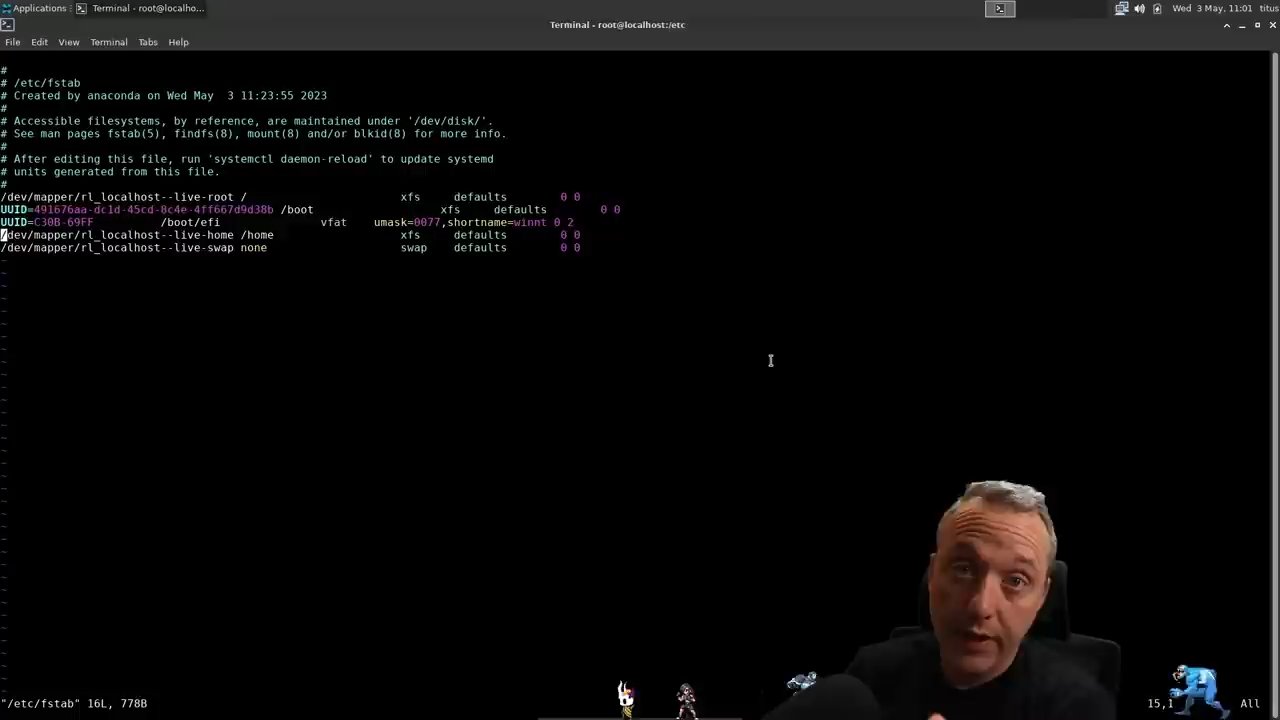 Applications
Terminal - root@localho...
Wed 3 May, 11:01 titus
Terminal - root@localhost:/etc
File Edit View Terminal Tabs Help
#
# /etc/fstab
# Created by anaconda on Wed May  3 11:23:55 2023
#
# Accessible filesystems, by reference, are maintained under '/dev/disk/'.
# See man pages fstab(5), findfs(8), mount(8) and/or blkid(8) for more info.
#
# After editing this file, run 'systemctl daemon-reload' to update systemd
# units generated from this file.
#
/dev/mapper/rl_localhost--live-root / xfs defaults 0 0
UUID=491676aa-dc1d-45cd-8c4e-4ff667d9d38b /boot xfs defaults 0 0
UUID=C30B-69FF /boot/efi vfat umask=0077,shortname=winnt 0 2
/dev/mapper/rl_localhost--live-home /home xfs defaults 0 0
/dev/mapper/rl_localhost--live-swap none swap defaults 0 0
"/etc/fstab" 16L, 778B
15,1
All